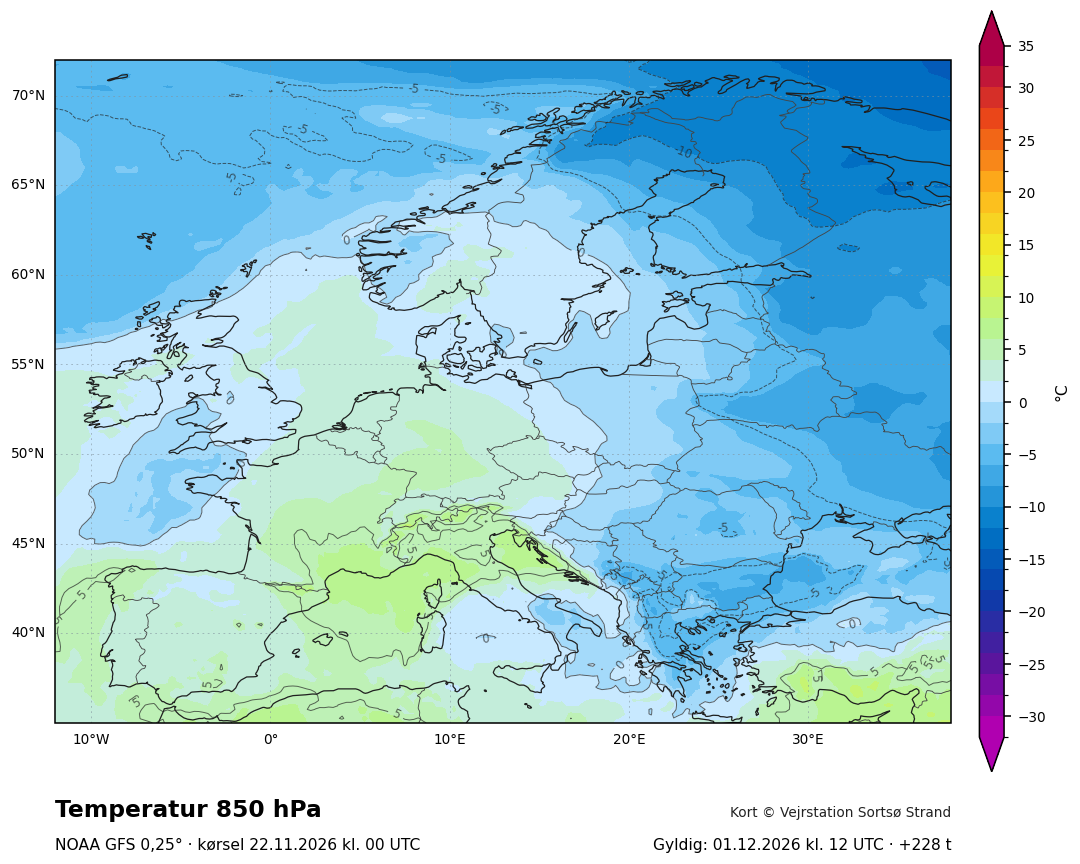 70°N
65°N
60°N
55°N
50°N
45°N
40°N
10°W 0° 10°E 20°E 30°E
35
30
25
20
15
10
5
0
−5
−10
−15
−20
−25
−30
°C
Temperatur 850 hPa
Kort © Vejrstation Sortsø Strand
NOAA GFS 0,25° · kørsel 22.11.2026 kl. 00 UTC
Gyldig: 01.12.2026 kl. 12 UTC · +228 t